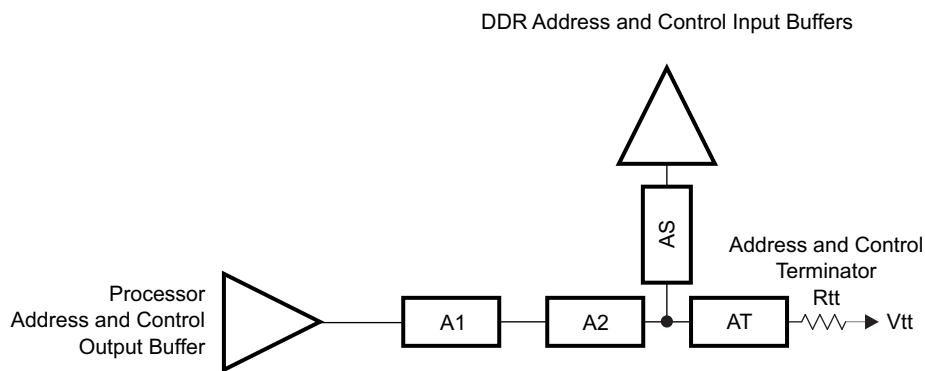 DDR Address and Control Input Buffers
AS
Address and Control
Terminator
Rtt
Processor
Address and Control
Output Buffer
A1
A2
AT
Vtt